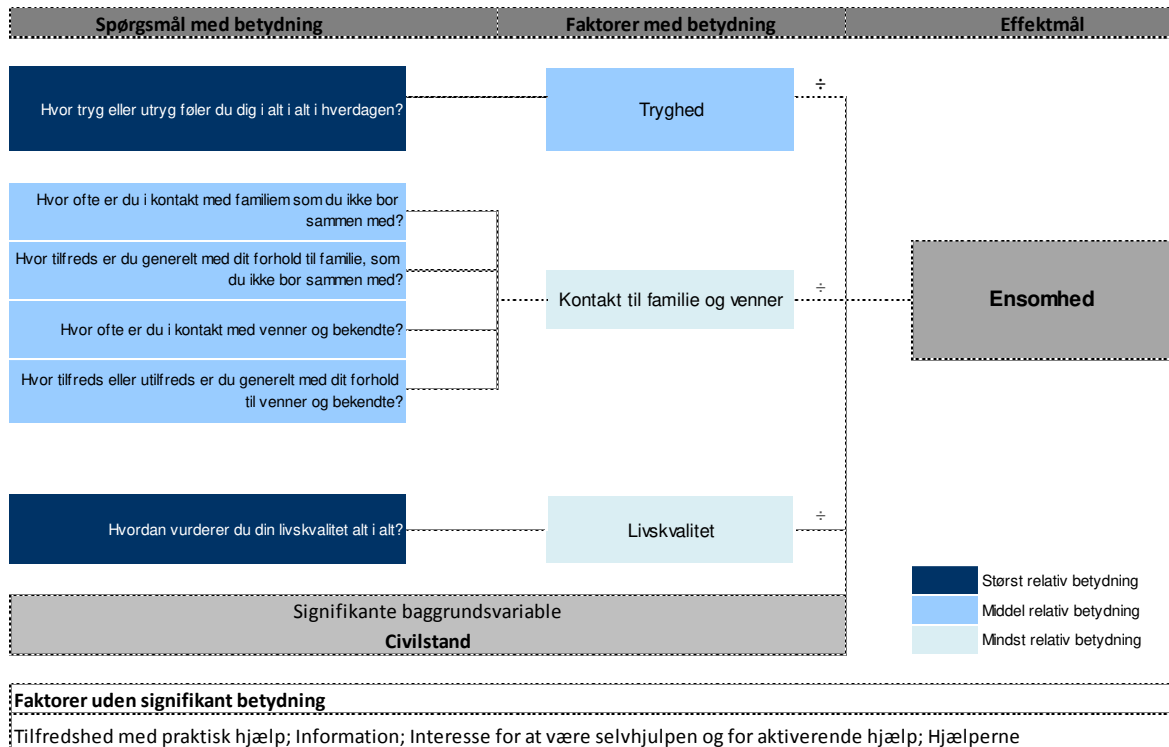 Spørgsmål med betydning
Faktorer med betydning
Effektmål
Hvor tryg eller utryg føler du dig i alt i alt i hverdagen?
Tryghed
÷
Hvor ofte er du i kontakt med familiem som du ikke bor
sammen med?
Hvor tilfreds er du generelt med dit forhold til familie, som
du ikke bor sammen med?
Hvor ofte er du i kontakt med venner og bekendte?
Hvor tilfreds eller utilfreds er du generelt med dit forhold
til venner og bekendte?
Kontakt til familie og venner
÷
Ensomhed
Hvordan vurderer du din livskvalitet alt i alt?
Livskvalitet
÷
Størst relativ betydning
Middel relativ betydning
Mindst relativ betydning
Signifikante baggrundsvariable
Civilstand
Faktorer uden signifikant betydning
Tilfredshed med praktisk hjælp; Information; Interesse for at være selvhjulpen og for aktiverende hjælp; Hjælperne